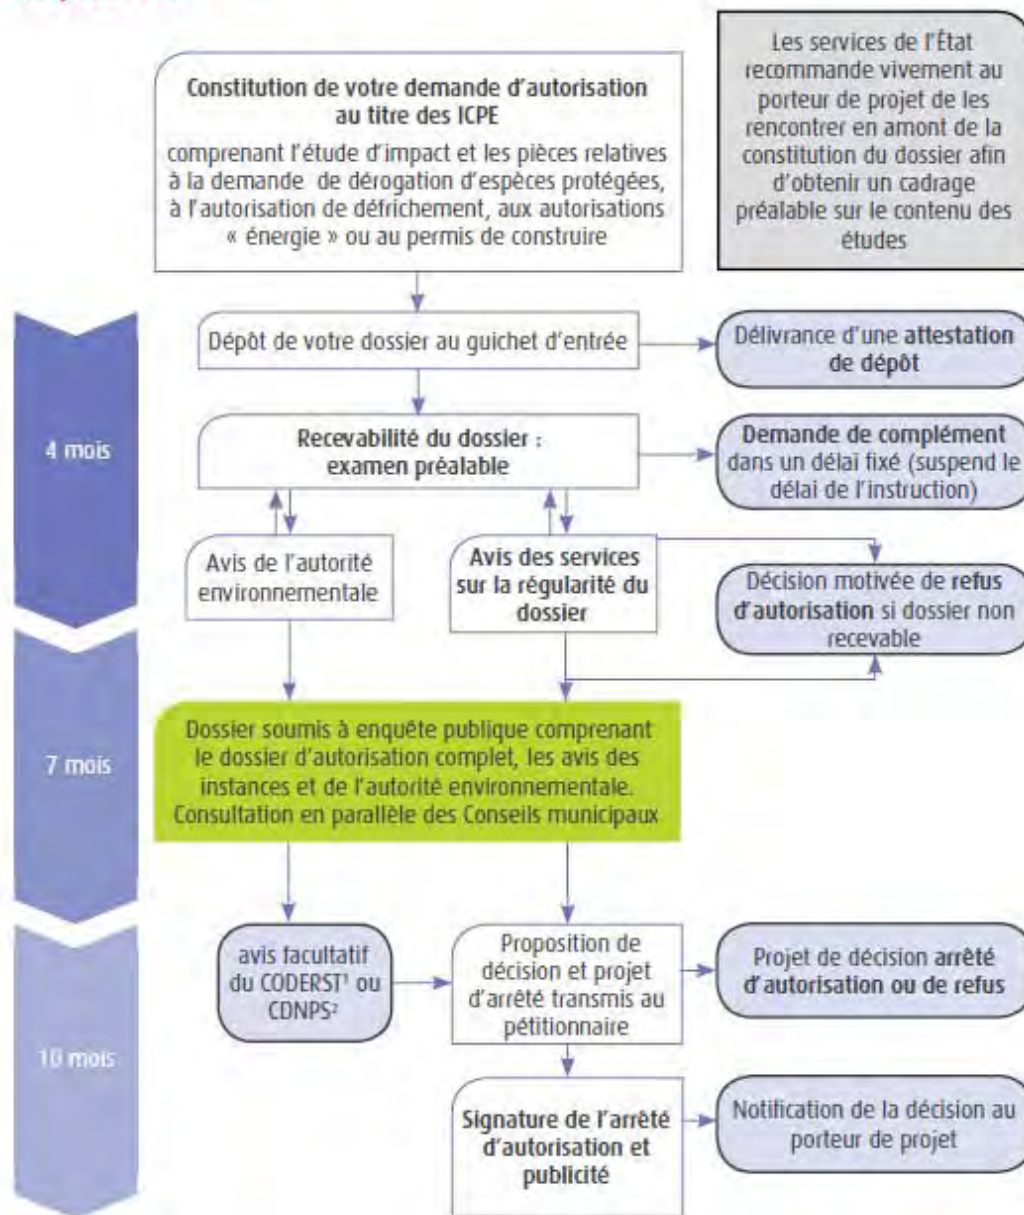 Constitution de votre demande d'autorisation
au titre des ICPE
comprenant l'étude d'impact et les pièces relatives
à la demande de dérogation d'espèces protégées,
à l'autorisation de défrichement, aux autorisations
« énergie » ou au permis de construire
Les services de l'État
recommande vivement au
porteur de projet de les
rencontrer en amont de la
constitution du dossier afin
d'obtenir un cadrage
préalable sur le contenu des
études
4 mois
Dépôt de votre dossier au guichet d'entrée
Délivrance d'une attestation
de dépôt
Recevabilité du dossier :
examen préalable
Demande de complément
dans un délai fixé (suspend le
délai de l'instruction)
Avis de l'autorité
environnementale
Avis des services
sur la régularité du
dossier
Décision motivée de refus
d'autorisation si dossier non
recevable
7 mois
Dossier soumis à enquête publique comprenant
le dossier d'autorisation complet, les avis des
instances et de l'autorité environnementale.
Consultation en parallèle des Conseils municipaux
10 mois
avis facultatif
du CODERST¹ ou
CDNPS²
Proposition de
décision et projet
d'arrêté transmis au
pétitionnaire
Projet de décision arrêté
d'autorisation ou de refus
Signature de l'arrêté
d'autorisation et
publicité
Notification de la décision au
porteur de projet